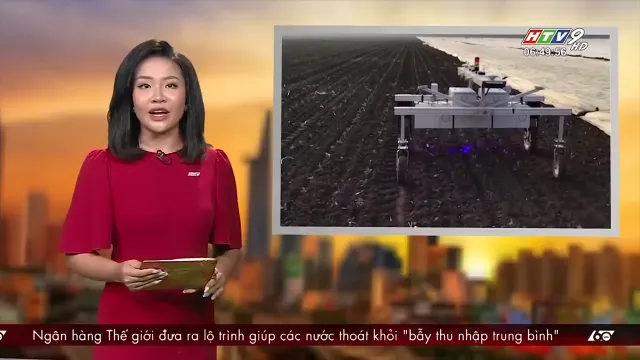 HTV9 HD
06:49:56
Ngân hàng Thế giới đưa ra lộ trình giúp các nước thoát khỏi "bẫy thu nhập trung bình"